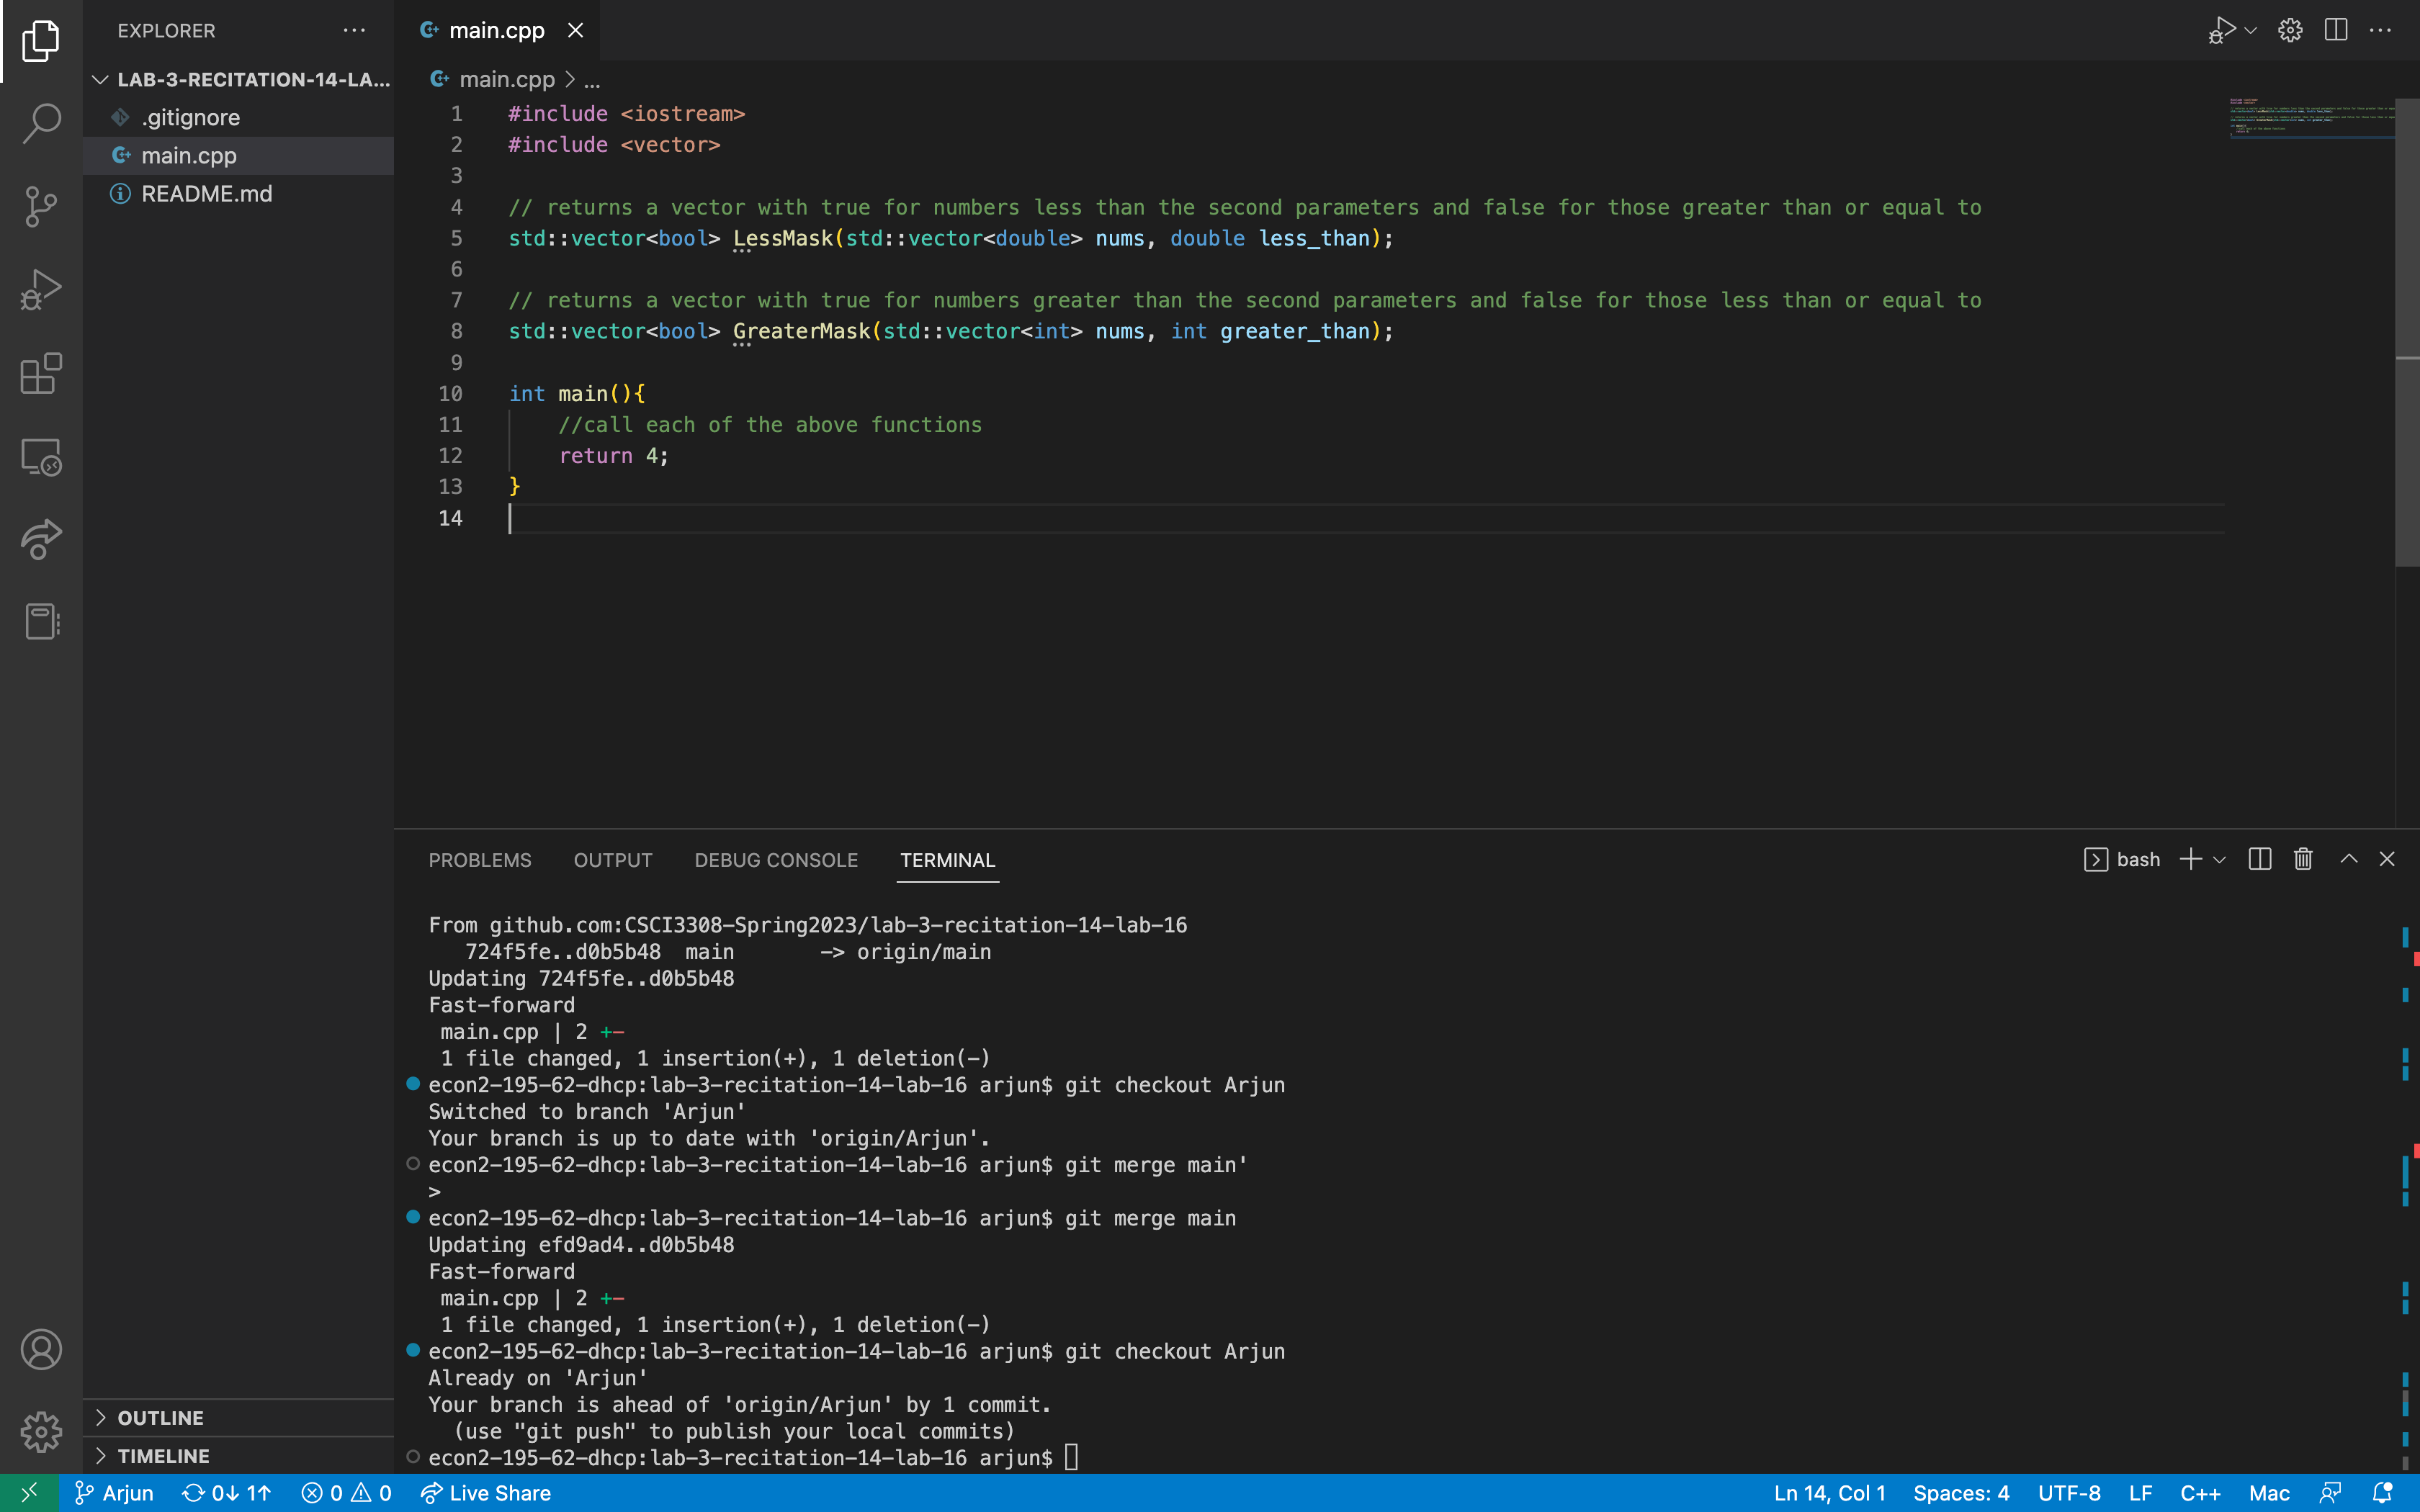 EXPLORER
LAB-3-RECITATION-14-LA...
.gitignore
main.cpp
README.md
OUTLINE
TIMELINE
main.cpp
main.cpp > ...
1 #include <iostream>
2 #include <vector>
3
4 // returns a vector with true for numbers less than the second parameters and false for those greater than or equal to
5 std::vector<bool> LessMask(std::vector<double> nums, double less_than);
6
7 // returns a vector with true for numbers greater than the second parameters and false for those less than or equal to
8 std::vector<bool> GreaterMask(std::vector<int> nums, int greater_than);
9
10 int main(){
11     //call each of the above functions
12     return 4;
13 }
14
PROBLEMS OUTPUT DEBUG CONSOLE TERMINAL
bash
From github.com:CSCI3308-Spring2023/lab-3-recitation-14-lab-16
   724f5fe..d0b5b48  main       -> origin/main
Updating 724f5fe..d0b5b48
Fast-forward
 main.cpp | 2 +-
 1 file changed, 1 insertion(+), 1 deletion(-)
econ2-195-62-dhcp:lab-3-recitation-14-lab-16 arjun$ git checkout Arjun
Switched to branch 'Arjun'
Your branch is up to date with 'origin/Arjun'.
econ2-195-62-dhcp:lab-3-recitation-14-lab-16 arjun$ git merge main'
>
econ2-195-62-dhcp:lab-3-recitation-14-lab-16 arjun$ git merge main
Updating efd9ad4..d0b5b48
Fast-forward
 main.cpp | 2 +-
 1 file changed, 1 insertion(+), 1 deletion(-)
econ2-195-62-dhcp:lab-3-recitation-14-lab-16 arjun$ git checkout Arjun
Already on 'Arjun'
Your branch is ahead of 'origin/Arjun' by 1 commit.
  (use "git push" to publish your local commits)
econ2-195-62-dhcp:lab-3-recitation-14-lab-16 arjun$
Arjun 0↓ 1↑ 0 0 Live Share Ln 14, Col 1 Spaces: 4 UTF-8 LF C++ Mac